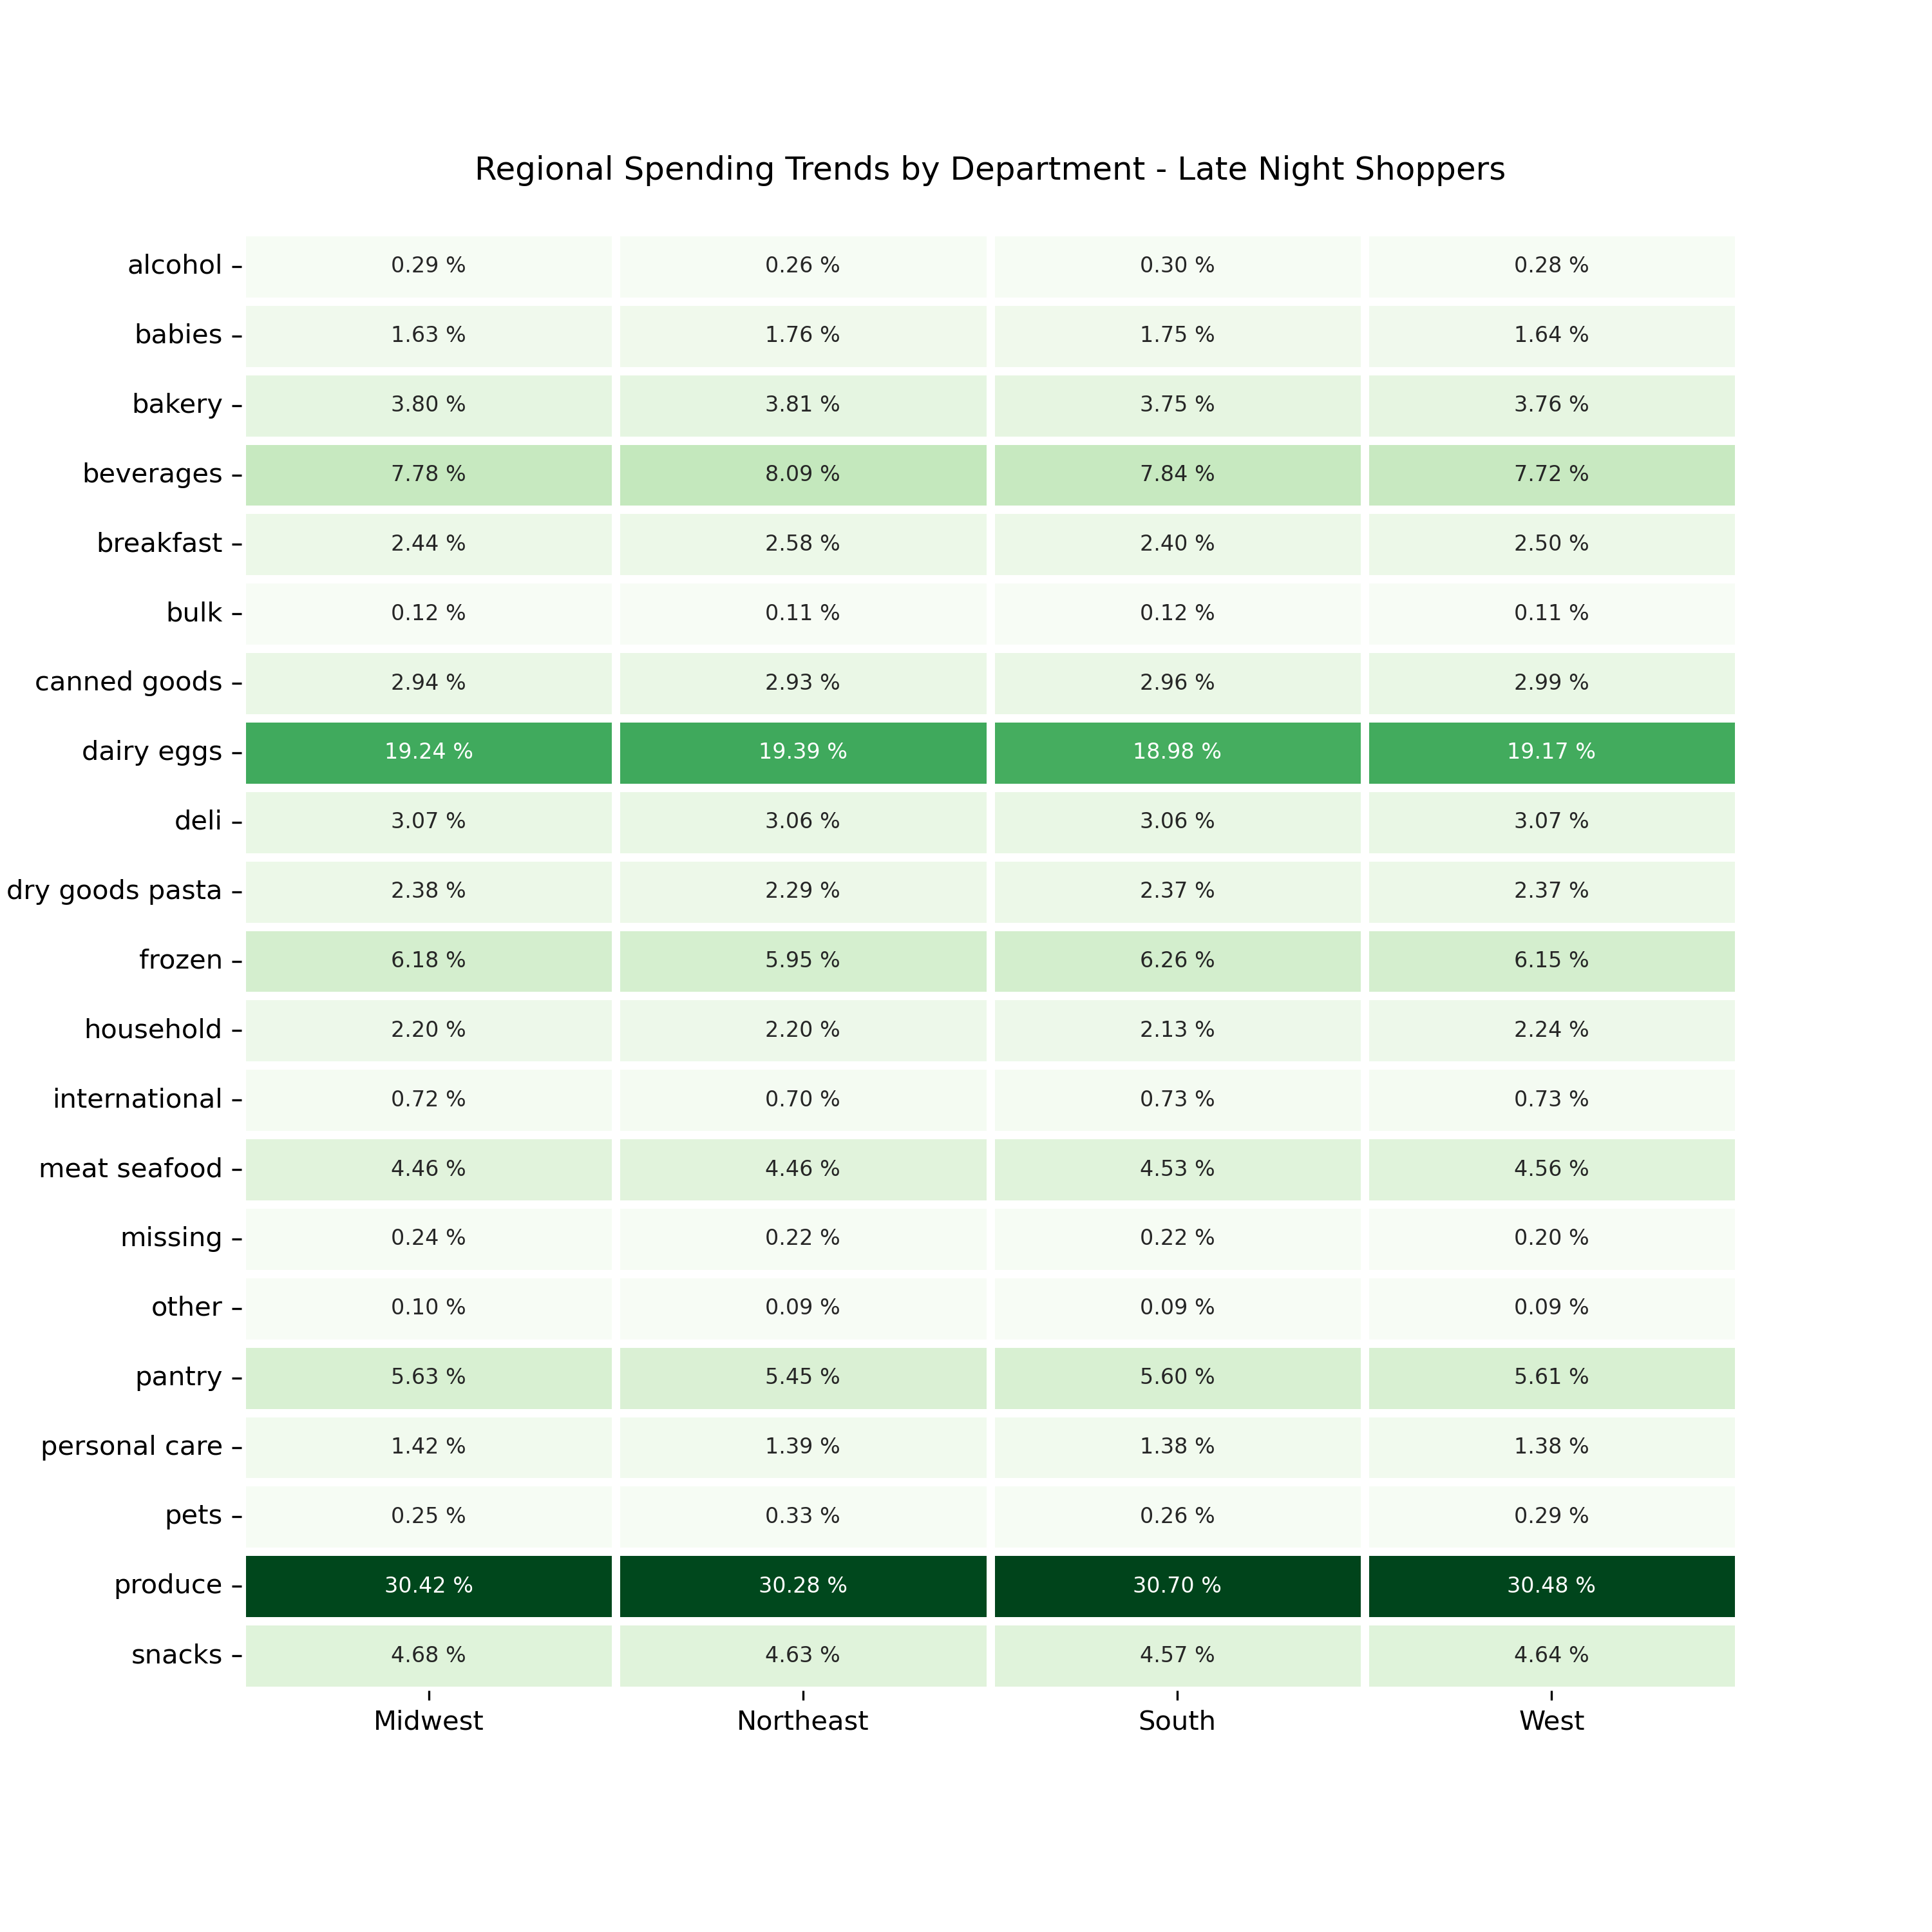 Regional Spending Trends by Department - Late Night Shoppers
alcohol 0.29 % 0.26 % 0.30 % 0.28 %
babies 1.63 % 1.76 % 1.75 % 1.64 %
bakery 3.80 % 3.81 % 3.75 % 3.76 %
beverages 7.78 % 8.09 % 7.84 % 7.72 %
breakfast 2.44 % 2.58 % 2.40 % 2.50 %
bulk 0.12 % 0.11 % 0.12 % 0.11 %
canned goods 2.94 % 2.93 % 2.96 % 2.99 %
dairy eggs 19.24 % 19.39 % 18.98 % 19.17 %
deli 3.07 % 3.06 % 3.06 % 3.07 %
dry goods pasta 2.38 % 2.29 % 2.37 % 2.37 %
frozen 6.18 % 5.95 % 6.26 % 6.15 %
household 2.20 % 2.20 % 2.13 % 2.24 %
international 0.72 % 0.70 % 0.73 % 0.73 %
meat seafood 4.46 % 4.46 % 4.53 % 4.56 %
missing 0.24 % 0.22 % 0.22 % 0.20 %
other 0.10 % 0.09 % 0.09 % 0.09 %
pantry 5.63 % 5.45 % 5.60 % 5.61 %
personal care 1.42 % 1.39 % 1.38 % 1.38 %
pets 0.25 % 0.33 % 0.26 % 0.29 %
produce 30.42 % 30.28 % 30.70 % 30.48 %
snacks 4.68 % 4.63 % 4.57 % 4.64 %
Midwest Northeast South West